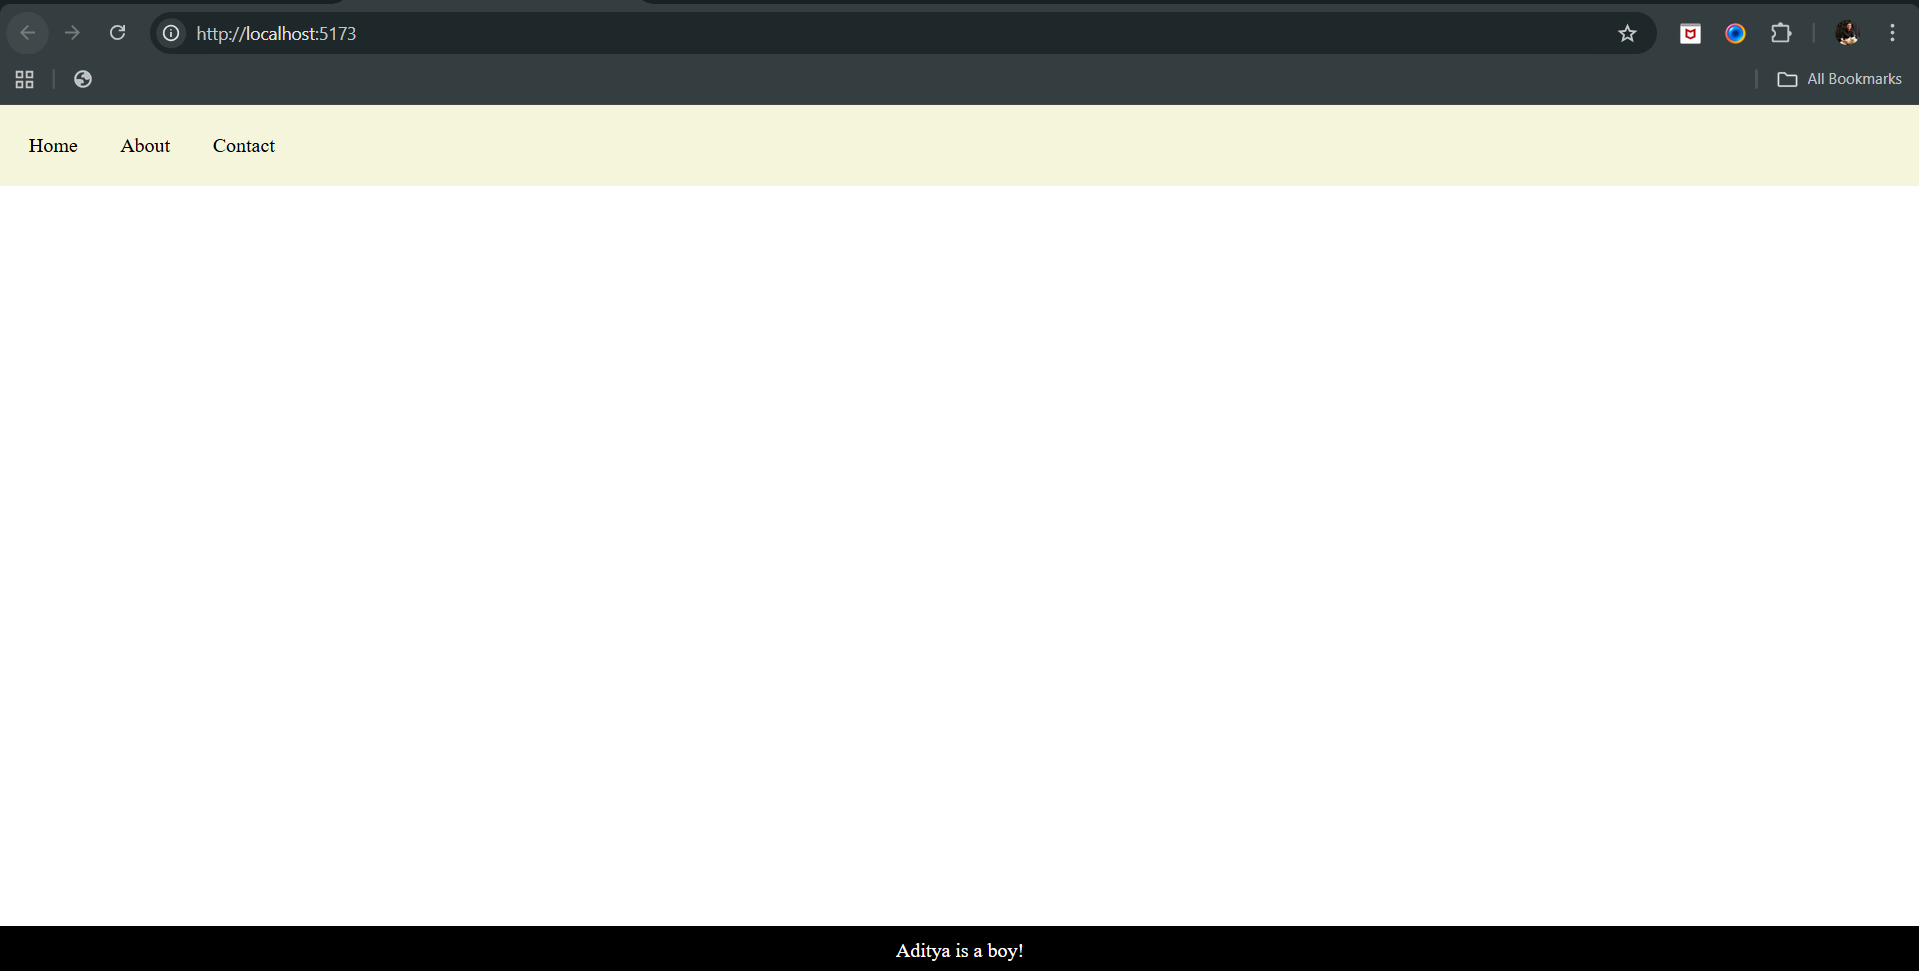 http://localhost:5173
All Bookmarks
Home About Contact
Aditya is a boy!